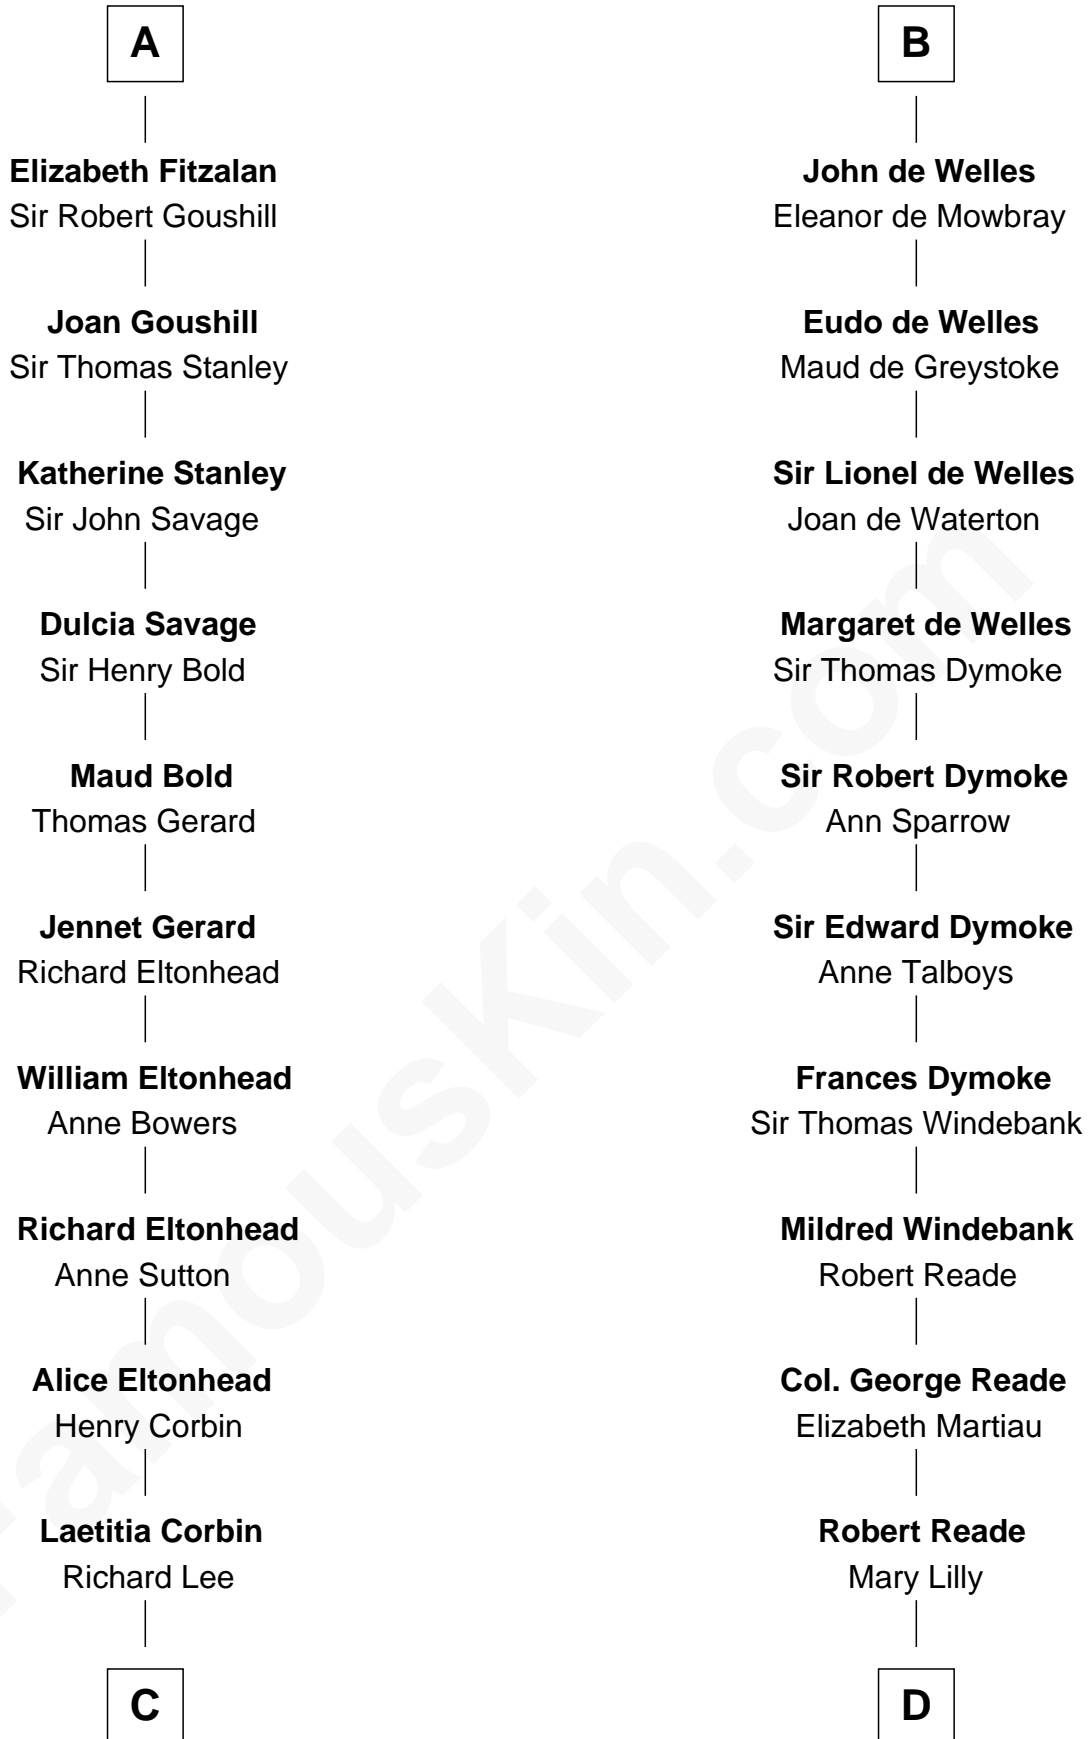 A
Elizabeth Fitzalan
Sir Robert Goushill
Joan Goushill
Sir Thomas Stanley
Katherine Stanley
Sir John Savage
Dulcia Savage
Sir Henry Bold
Maud Bold
Thomas Gerard
Jennet Gerard
Richard Eltonhead
William Eltonhead
Anne Bowers
Richard Eltonhead
Anne Sutton
Alice Eltonhead
Henry Corbin
Laetitia Corbin
Richard Lee
C
B
John de Welles
Eleanor de Mowbray
Eudo de Welles
Maud de Greystoke
Sir Lionel de Welles
Joan de Waterton
Margaret de Welles
Sir Thomas Dymoke
Sir Robert Dymoke
Ann Sparrow
Sir Edward Dymoke
Anne Talboys
Frances Dymoke
Sir Thomas Windebank
Mildred Windebank
Robert Reade
Col. George Reade
Elizabeth Martiau
Robert Reade
Mary Lilly
D
FamousKin.com